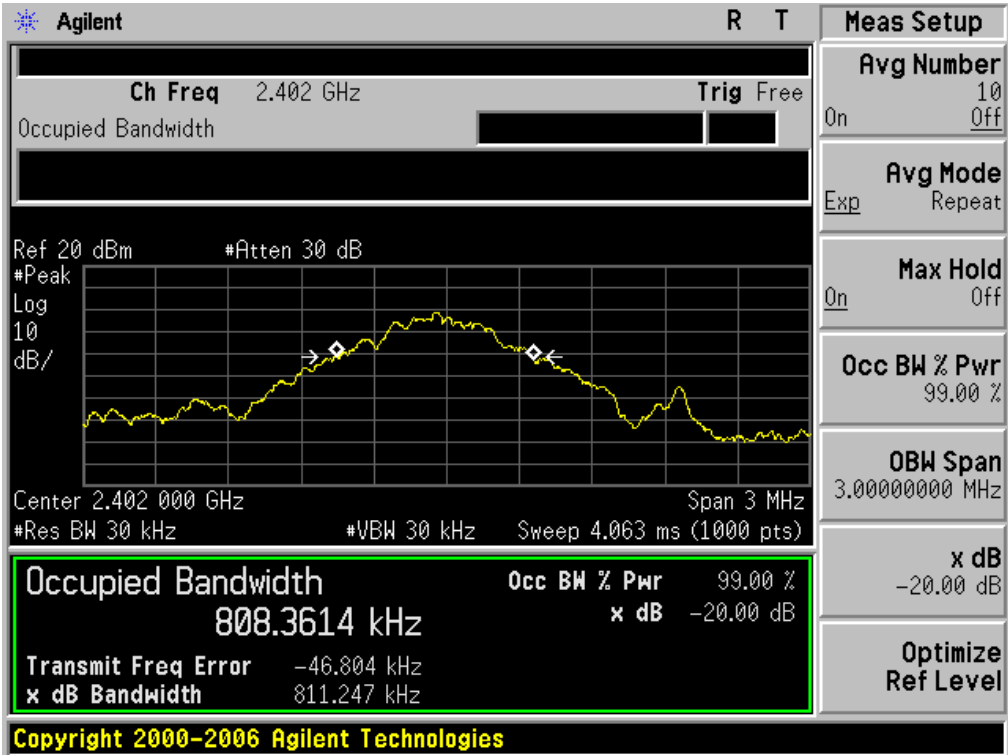 Agilent R T
Ch Freq 2.402 GHz Trig Free
Occupied Bandwidth
Ref 20 dBm #Atten 30 dB
#Peak
Log
10
dB/
Center 2.402 000 GHz Span 3 MHz
#Res BW 30 kHz #VBW 30 kHz Sweep 4.063 ms (1000 pts)
Occupied Bandwidth Occ BW % Pwr 99.00 %
808.3614 kHz x dB -20.00 dB
Transmit Freq Error -46.804 kHz
x dB Bandwidth 811.247 kHz
Copyright 2000-2006 Agilent Technologies
Meas Setup
Avg Number
10
On Off
Avg Mode
Exp Repeat
Max Hold
On Off
Occ BW % Pwr
99.00 %
OBW Span
3.00000000 MHz
x dB
-20.00 dB
Optimize
Ref Level